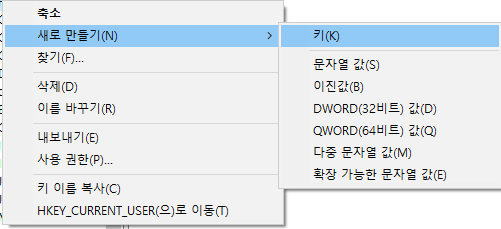 축소
새로 만들기(N)
찾기(F)...
삭제(D)
이름 바꾸기(R)
내보내기(E)
사용 권한(P)...
키 이름 복사(C)
HKEY_CURRENT_USER(으)로 이동(T)
키(K)
문자열 값(S)
이진값(B)
DWORD(32비트) 값(D)
QWORD(64비트) 값(Q)
다중 문자열 값(M)
확장 가능한 문자열 값(E)